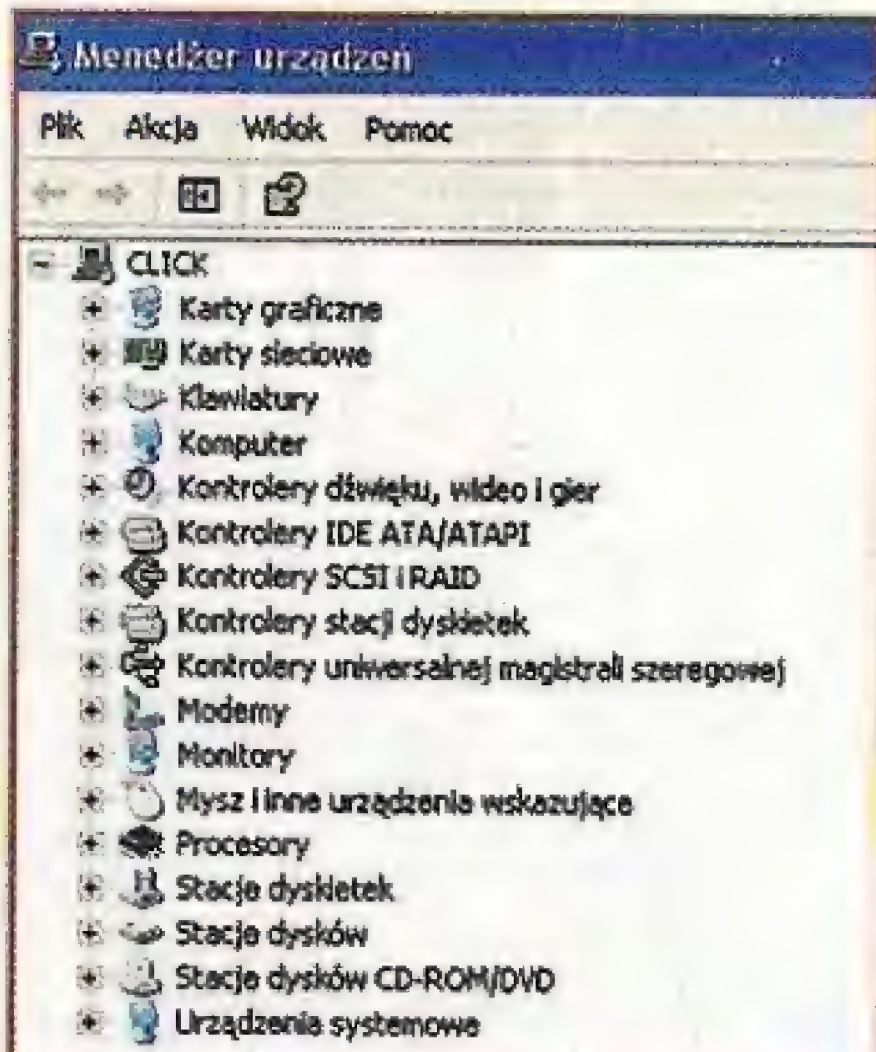 Menedżer urządzeń
Plik Akcja Widok Pomoc
CLICK
Karty graficzne
Karty sieciowe
Klawiatury
Komputer
Kontrolery dźwięku, wideo i gier
Kontrolery IDE ATA/ATAPI
Kontrolery SCSI i RAID
Kontrolery stacji dyskietek
Kontrolery uniwersalnej magistrali szeregowej
Modemy
Monitory
Mysz i inne urządzenia wskazujące
Procesory
Stacje dyskietek
Stacje dysków
Stacje dysków CD-ROM/DVD
Urządzenia systemowe